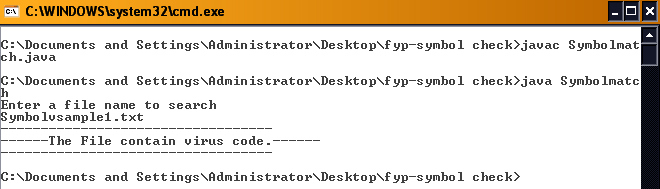 C:\WINDOWS\system32\cmd.exe
C:\Documents and Settings\Administrator\Desktop\fyp-symbol check>javac Symbolmat
ch.java
C:\Documents and Settings\Administrator\Desktop\fyp-symbol check>java Symbolmatc
h
Enter a file name to search
Symbolvsample1.txt
----------------------------------
------The File contain virus code.------
----------------------------------
C:\Documents and Settings\Administrator\Desktop\fyp-symbol check>